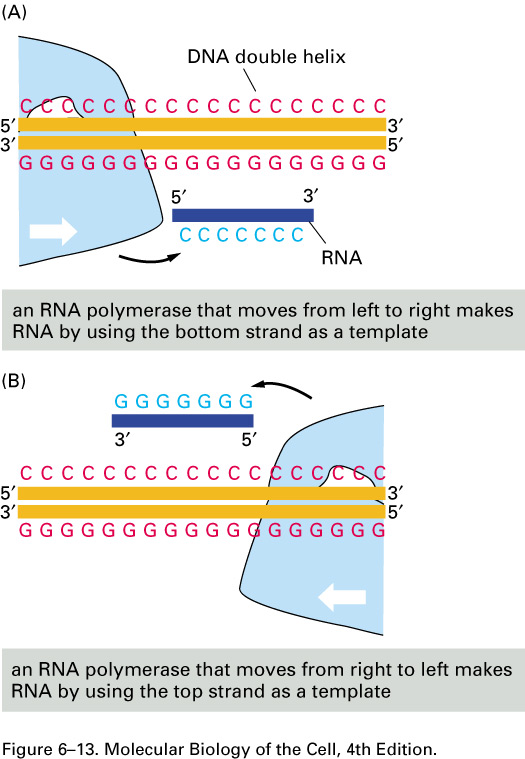 (A)
DNA double helix
C C C C C C C C C C C C C C C C C C
5′ 3′
3′ 5′
G G G G G G G G G G G G G G G G G G
5′ 3′
C C C C C C C
RNA
an RNA polymerase that moves from left to right makes
RNA by using the bottom strand as a template
(B)
G G G G G G G
3′ 5′
C C C C C C C C C C C C C C C C C C
5′ 3′
3′ 5′
G G G G G G G G G G G G G G G G G G
an RNA polymerase that moves from right to left makes
RNA by using the top strand as a template
Figure 6–13. Molecular Biology of the Cell, 4th Edition.